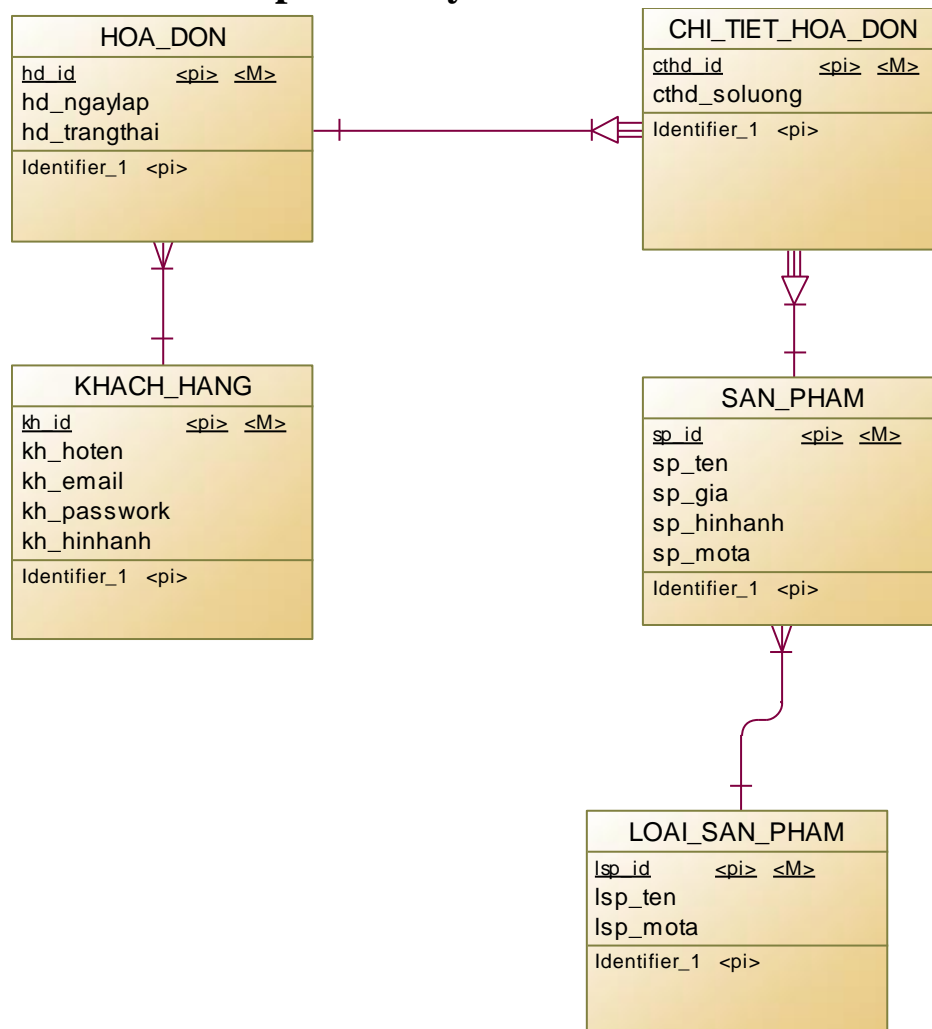 HOA_DON
hd_id <pi> <M>
hd_ngaylap
hd_trangthai
Identifier_1 <pi>
CHI_TIET_HOA_DON
cthd_id <pi> <M>
cthd_soluong
Identifier_1 <pi>
KHACH_HANG
kh_id <pi> <M>
kh_hoten
kh_email
kh_passwork
kh_hinhanh
Identifier_1 <pi>
SAN_PHAM
sp_id <pi> <M>
sp_ten
sp_gia
sp_hinhanh
sp_mota
Identifier_1 <pi>
LOAI_SAN_PHAM
lsp_id <pi> <M>
lsp_ten
lsp_mota
Identifier_1 <pi>